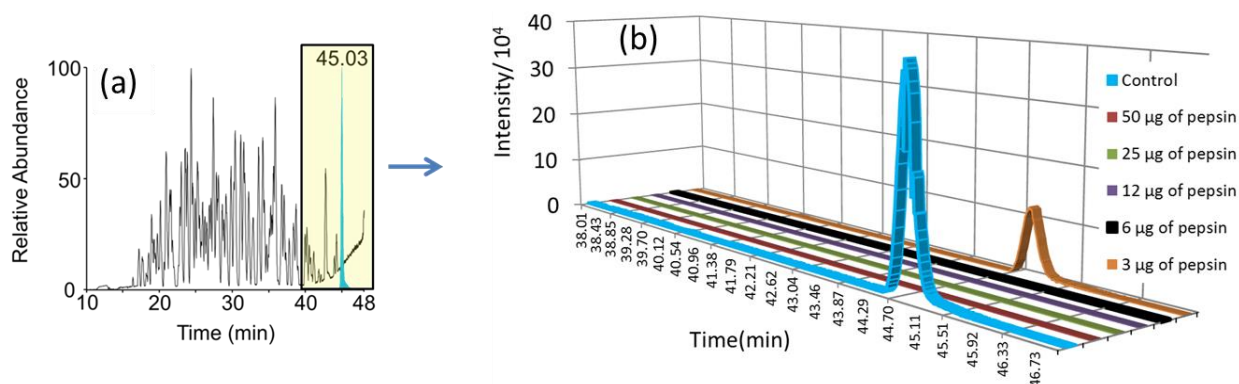 (a)
45.03
100
50
0
Relative Abundance
10 20 30 40 48
Time (min)
(b)
Intensity/ 10⁴
40
30
20
10
0
38.01
38.43
38.85
39.28
39.70
40.12
40.54
40.96
41.38
41.79
42.21
42.62
43.04
43.46
43.87
44.29
44.70
45.11
45.51
45.92
46.33
46.73
Time(min)
Control
50 µg of pepsin
25 µg of pepsin
12 µg of pepsin
6 µg of pepsin
3 µg of pepsin